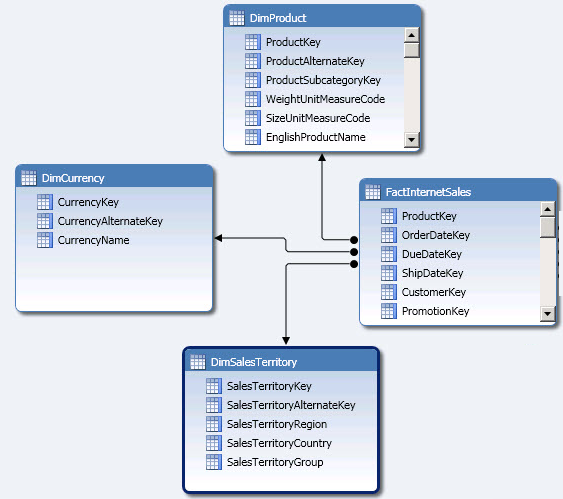 DimProduct
ProductKey
ProductAlternateKey
ProductSubcategoryKey
WeightUnitMeasureCode
SizeUnitMeasureCode
EnglishProductName
DimCurrency
CurrencyKey
CurrencyAlternateKey
CurrencyName
FactInternetSales
ProductKey
OrderDateKey
DueDateKey
ShipDateKey
CustomerKey
PromotionKey
DimSalesTerritory
SalesTerritoryKey
SalesTerritoryAlternateKey
SalesTerritoryRegion
SalesTerritoryCountry
SalesTerritoryGroup